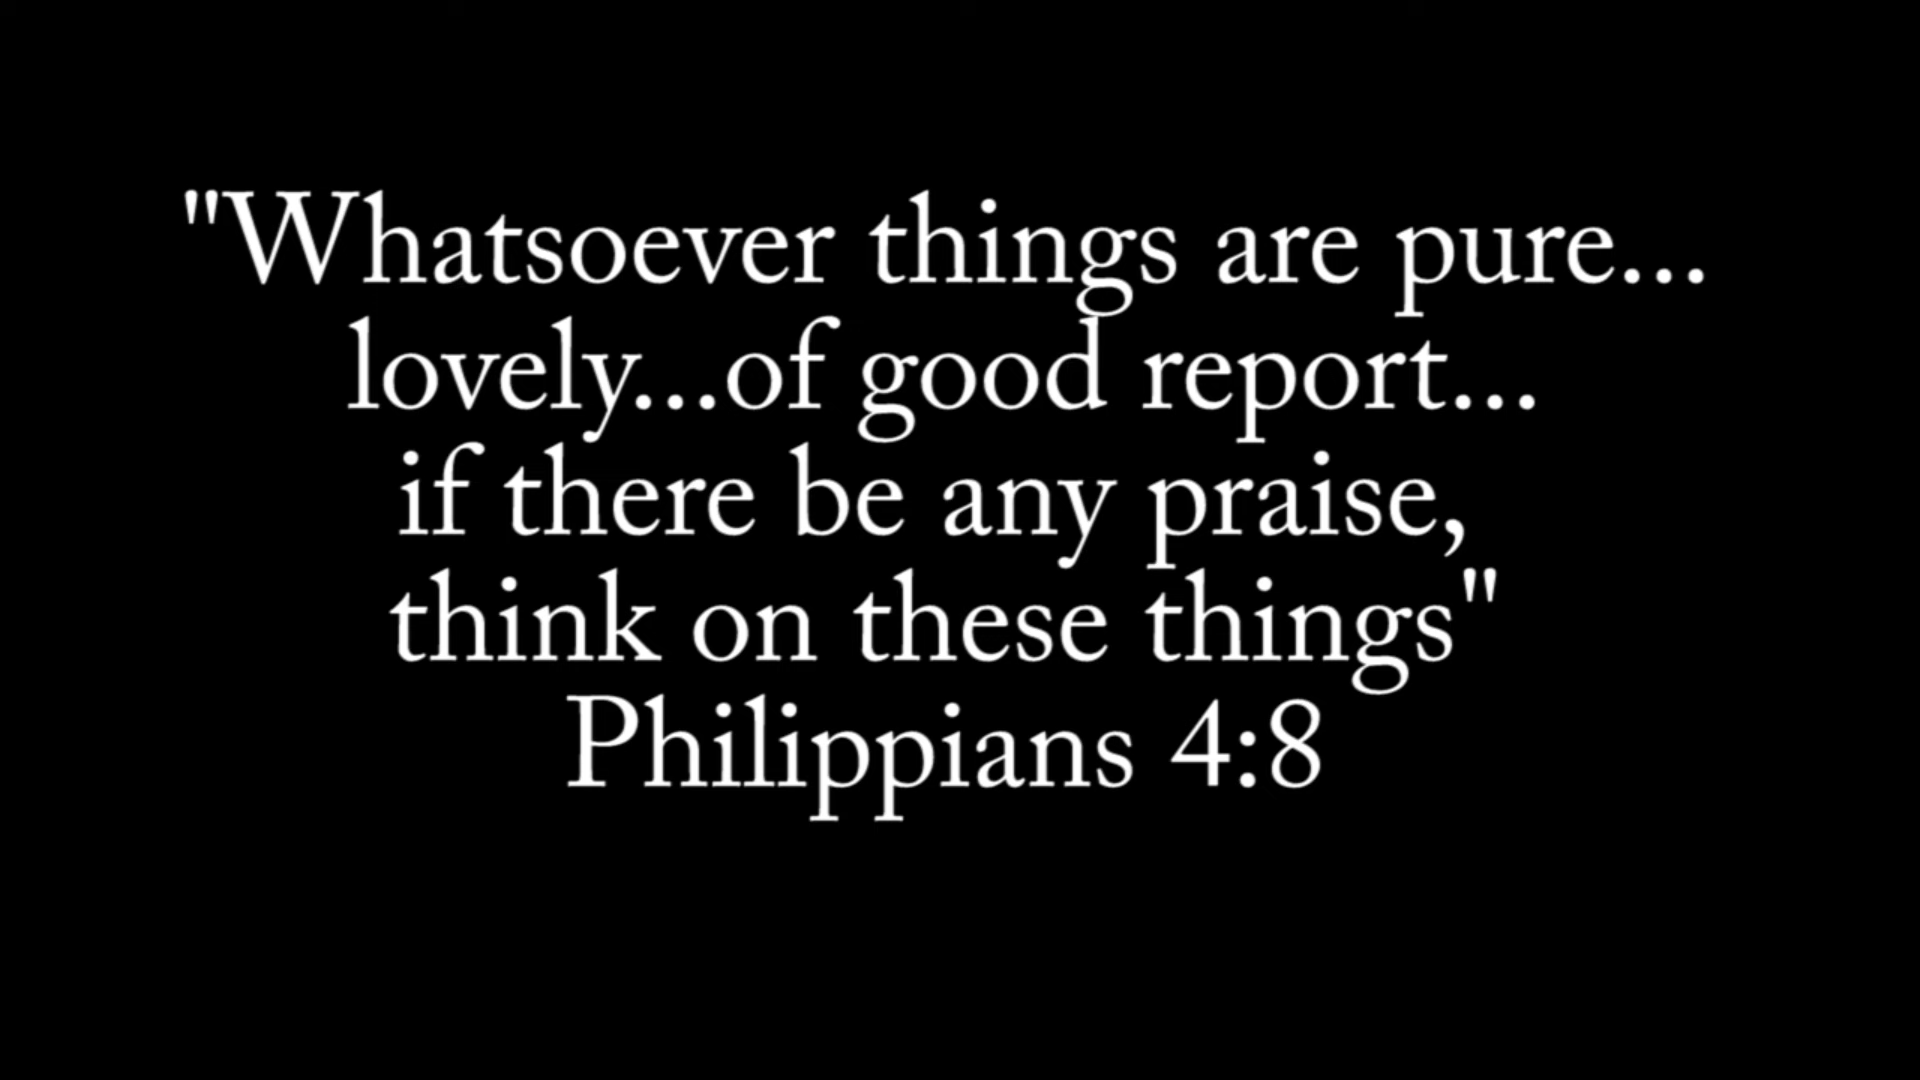 "Whatsoever things are pure...
lovely...of good report...
if there be any praise,
think on these things"
Philippians 4:8